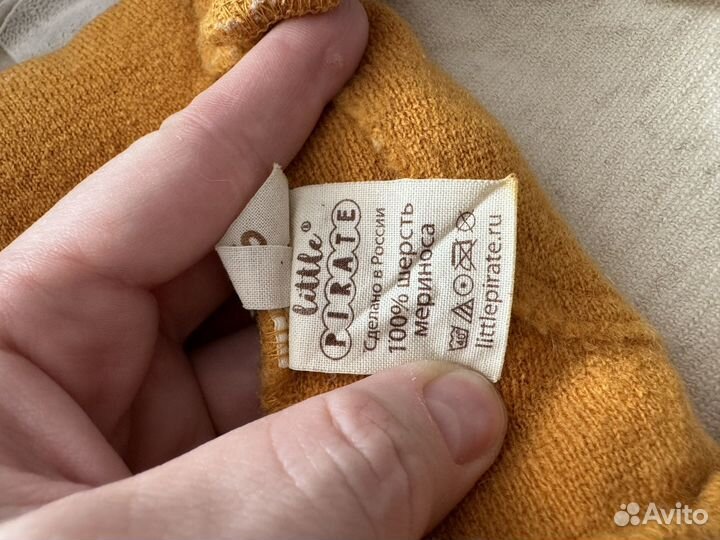 little®
PIRATE
Сделано в России
100% шерсть
мериноса
littlepirate.ru
Avito